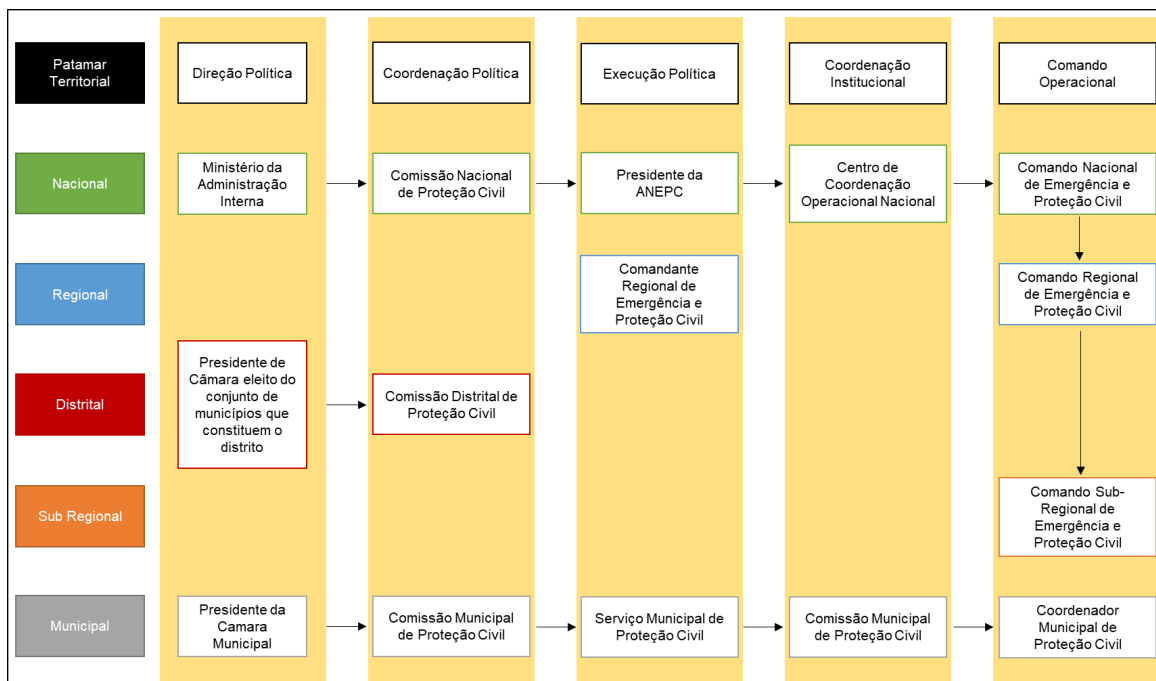 Patamar
Territorial
Direção Política
Coordenação Política
Execução Política
Coordenação
Institucional
Comando
Operacional
Nacional
Ministério da
Administração
Interna
Comissão Nacional
de Proteção Civil
Presidente da
ANEPC
Centro de
Coordenação
Operacional Nacional
Comando Nacional
de Emergência e
Proteção Civil
Regional
Comandante
Regional de
Emergência e
Proteção Civil
Comando Regional
de Emergência e
Proteção Civil
Distrital
Presidente de
Câmara eleito do
conjunto de
municípios que
constituem o
distrito
Comissão Distrital de
Proteção Civil
Sub Regional
Comando Sub-
Regional de
Emergência e
Proteção Civil
Municipal
Presidente da
Camara
Municipal
Comissão Municipal
de Proteção Civil
Serviço Municipal de
Proteção Civil
Comissão Municipal
de Proteção Civil
Coordenador
Municipal de
Proteção Civil